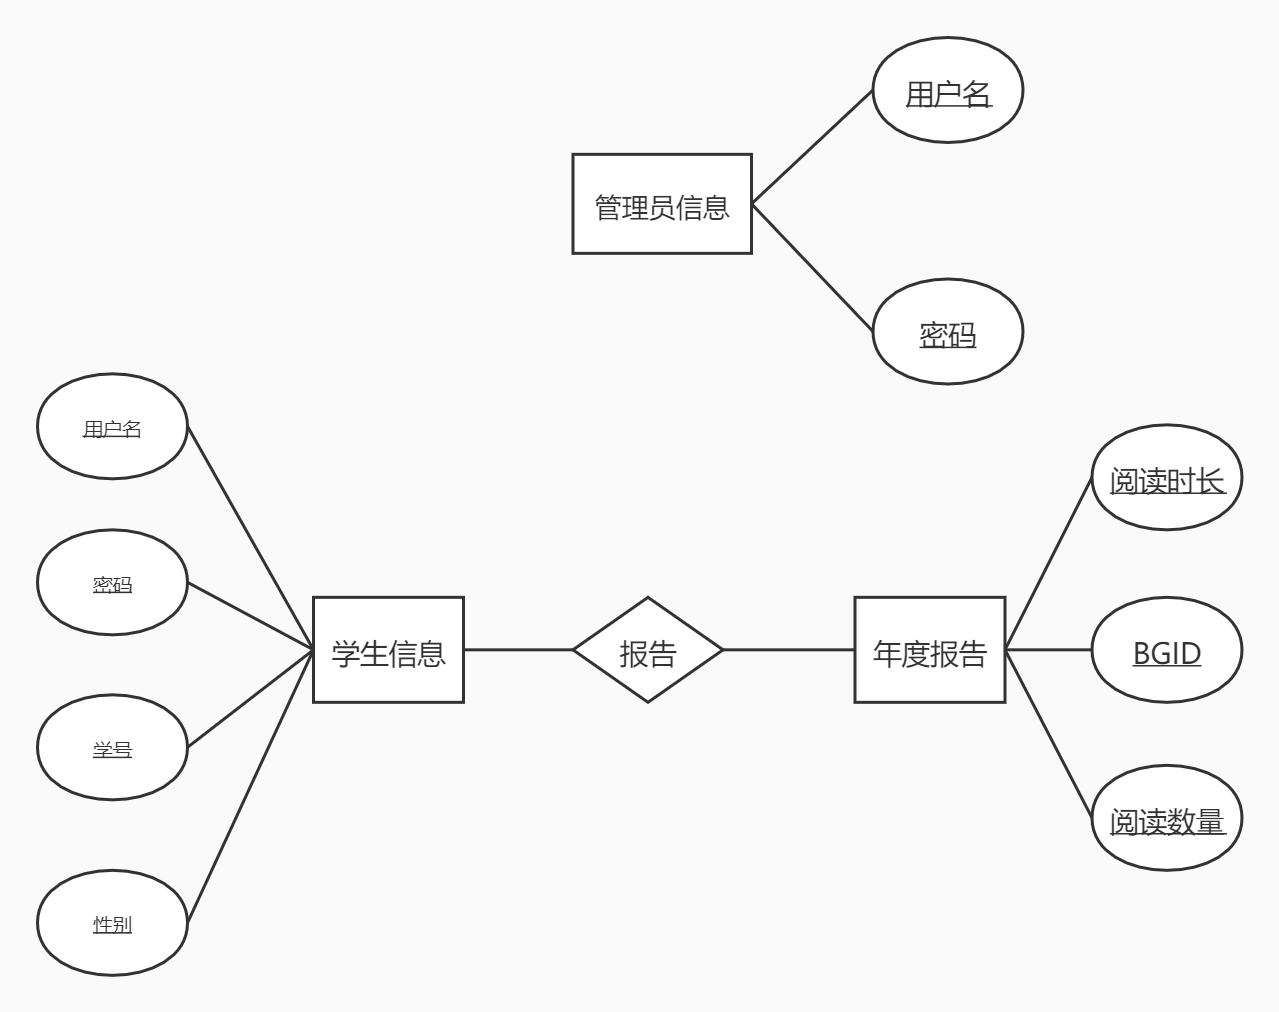 用户名
管理员信息
密码
用户名
阅读时长
密码
学生信息
报告
年度报告
BGID
学号
阅读数量
性别